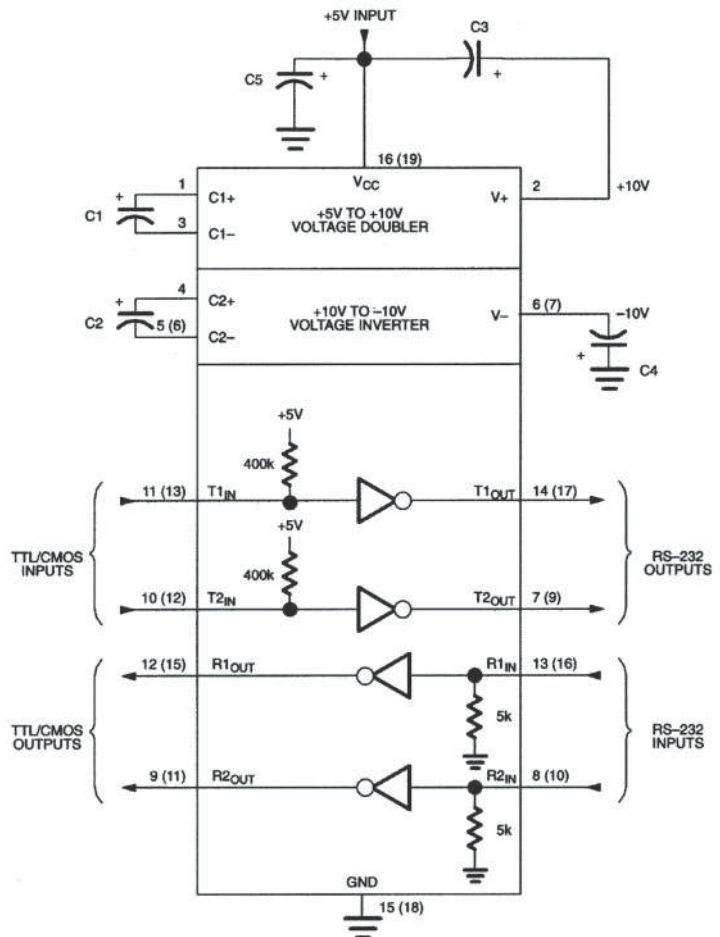 +5V INPUT
C3
C5
+
+
16 (19)
VCC
1
C1+
+5V TO +10V
VOLTAGE DOUBLER
V+
2
+10V
+
C1
3
C1–
4
C2+
+10V TO –10V
VOLTAGE INVERTER
V–
6 (7)
–10V
+
C2
5 (6)
C2–
+
C4
+5V
400k
11 (13)
T1IN
T1OUT
14 (17)
+5V
TTL/CMOS
INPUTS
400k
RS–232
OUTPUTS
10 (12)
T2IN
T2OUT
7 (9)
12 (15)
R1OUT
R1IN
13 (16)
5k
TTL/CMOS
OUTPUTS
RS–232
INPUTS
9 (11)
R2OUT
R2IN
8 (10)
5k
GND
15 (18)